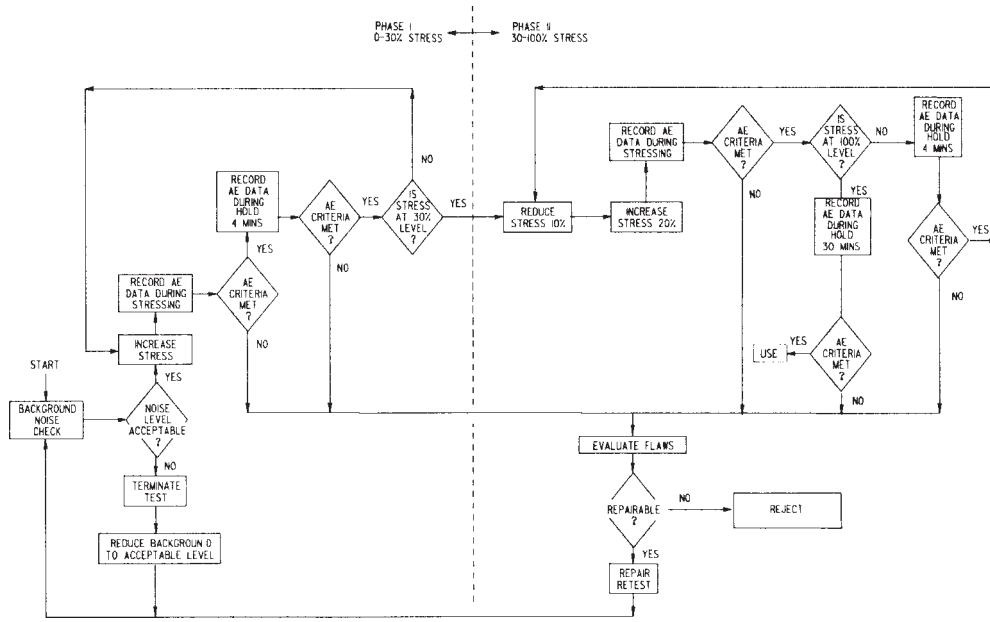 PHASE I
0-30% STRESS
PHASE II
30-100% STRESS
START
BACKGROUND
NOISE
CHECK
NOISE
LEVEL
ACCEPTABLE
?
YES
NO
TERMINATE
TEST
REDUCE BACKGROUND
TO ACCEPTABLE LEVEL
INCREASE
STRESS
RECORD AE
DATA DURING
STRESSING
AE
CRITERIA
MET
?
YES
NO
RECORD
AE DATA
DURING
HOLD
4 MINS
AE
CRITERIA
MET
?
YES
NO
IS
STRESS
AT 30%
LEVEL
?
NO
YES
REDUCE
STRESS 10%
INCREASE
STRESS 20%
RECORD AE
DATA DURING
STRESSING
AE
CRITERIA
MET
?
YES
NO
IS
STRESS
AT 100%
LEVEL
?
NO
YES
RECORD
AE DATA
DURING
HOLD
4 MINS
AE
CRITERIA
MET
?
YES
NO
RECORD
AE DATA
DURING
HOLD
30 MINS
AE
CRITERIA
MET
?
YES
USE
NO
EVALUATE FLAWS
REPAIRABLE
?
NO
REJECT
YES
REPAIR
RETEST